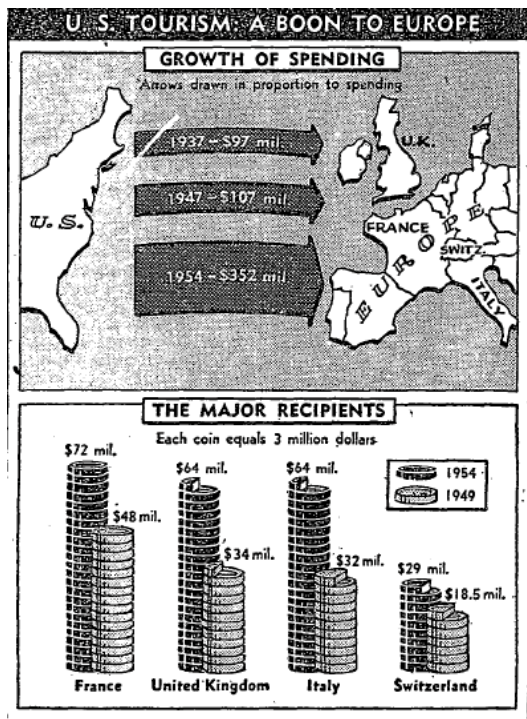 U. S. TOURISM: A BOON TO EUROPE
GROWTH OF SPENDING
Arrows drawn in proportion to spending
1937 – $97 mil.
U.K.
1947 – $107 mil.
U. S.
FRANCE
EUROPE
SWITZ.
1954 – $352 mil.
ITALY
THE MAJOR RECIPIENTS
Each coin equals 3 million dollars
$72 mil.
$64 mil.
$64 mil.
1954
1949
$48 mil.
$34 mil.
$32 mil.
$29 mil.
$18.5 mil.
France
United Kingdom
Italy
Switzerland